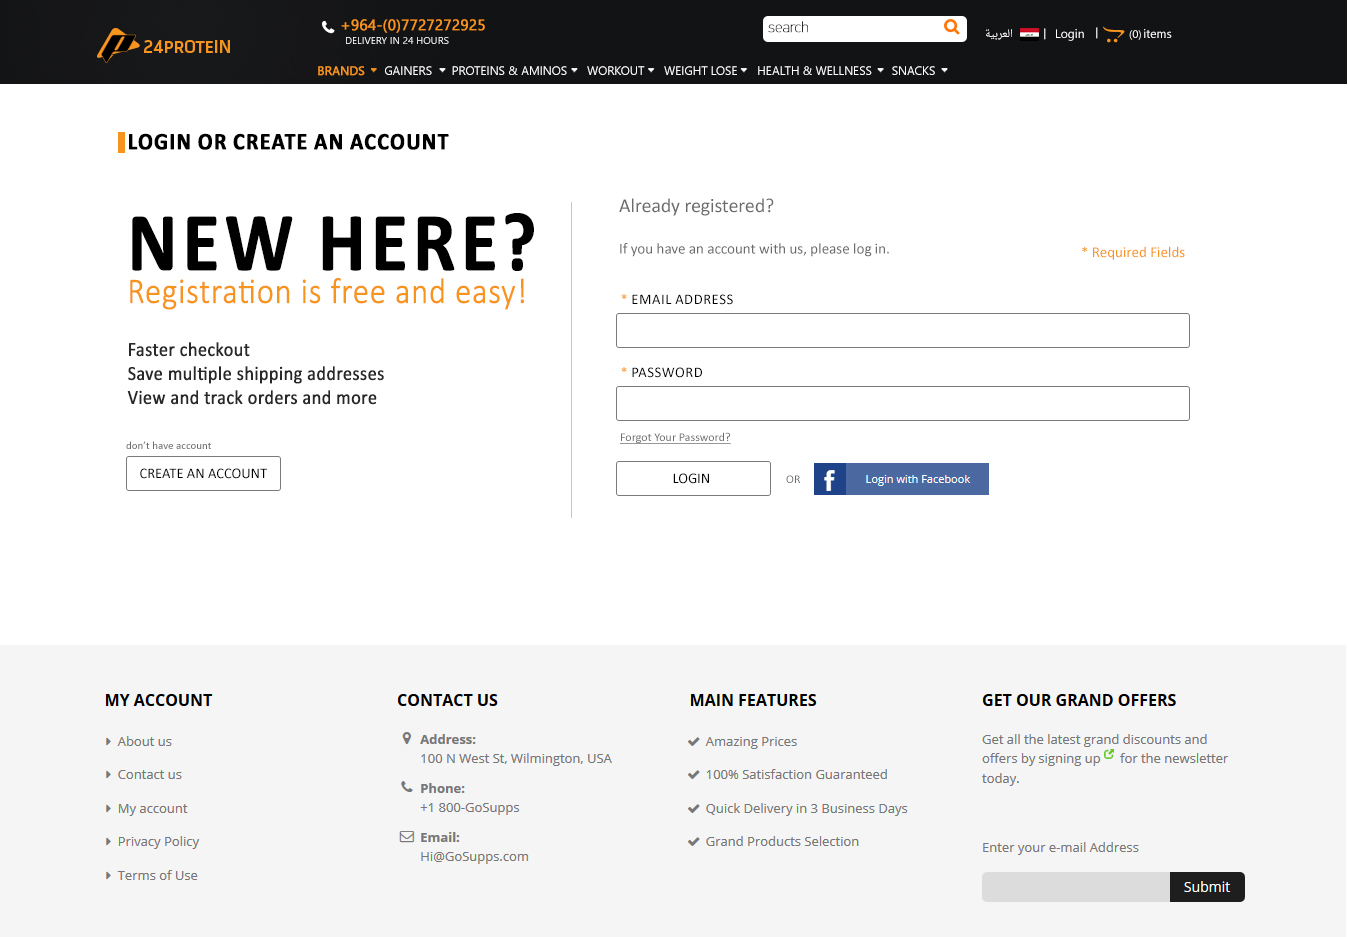 24PROTEIN
+964-(0)7727272925
DELIVERY IN 24 HOURS
search
العربية
| Login | (0) items
BRANDS GAINERS PROTEINS & AMINOS WORKOUT WEIGHT LOSE HEALTH & WELLNESS SNACKS
LOGIN OR CREATE AN ACCOUNT
NEW HERE?
Registration is free and easy!
Faster checkout
Save multiple shipping addresses
View and track orders and more
don't have account
CREATE AN ACCOUNT
Already registered?
If you have an account with us, please log in.
* Required Fields
* EMAIL ADDRESS
* PASSWORD
Forgot Your Password?
LOGIN
OR
f Login with Facebook
MY ACCOUNT
About us
Contact us
My account
Privacy Policy
Terms of Use
CONTACT US
Address:
100 N West St, Wilmington, USA
Phone:
+1 800-GoSupps
Email:
Hi@GoSupps.com
MAIN FEATURES
Amazing Prices
100% Satisfaction Guaranteed
Quick Delivery in 3 Business Days
Grand Products Selection
GET OUR GRAND OFFERS
Get all the latest grand discounts and
offers by signing up for the newsletter
today.
Enter your e-mail Address
Submit